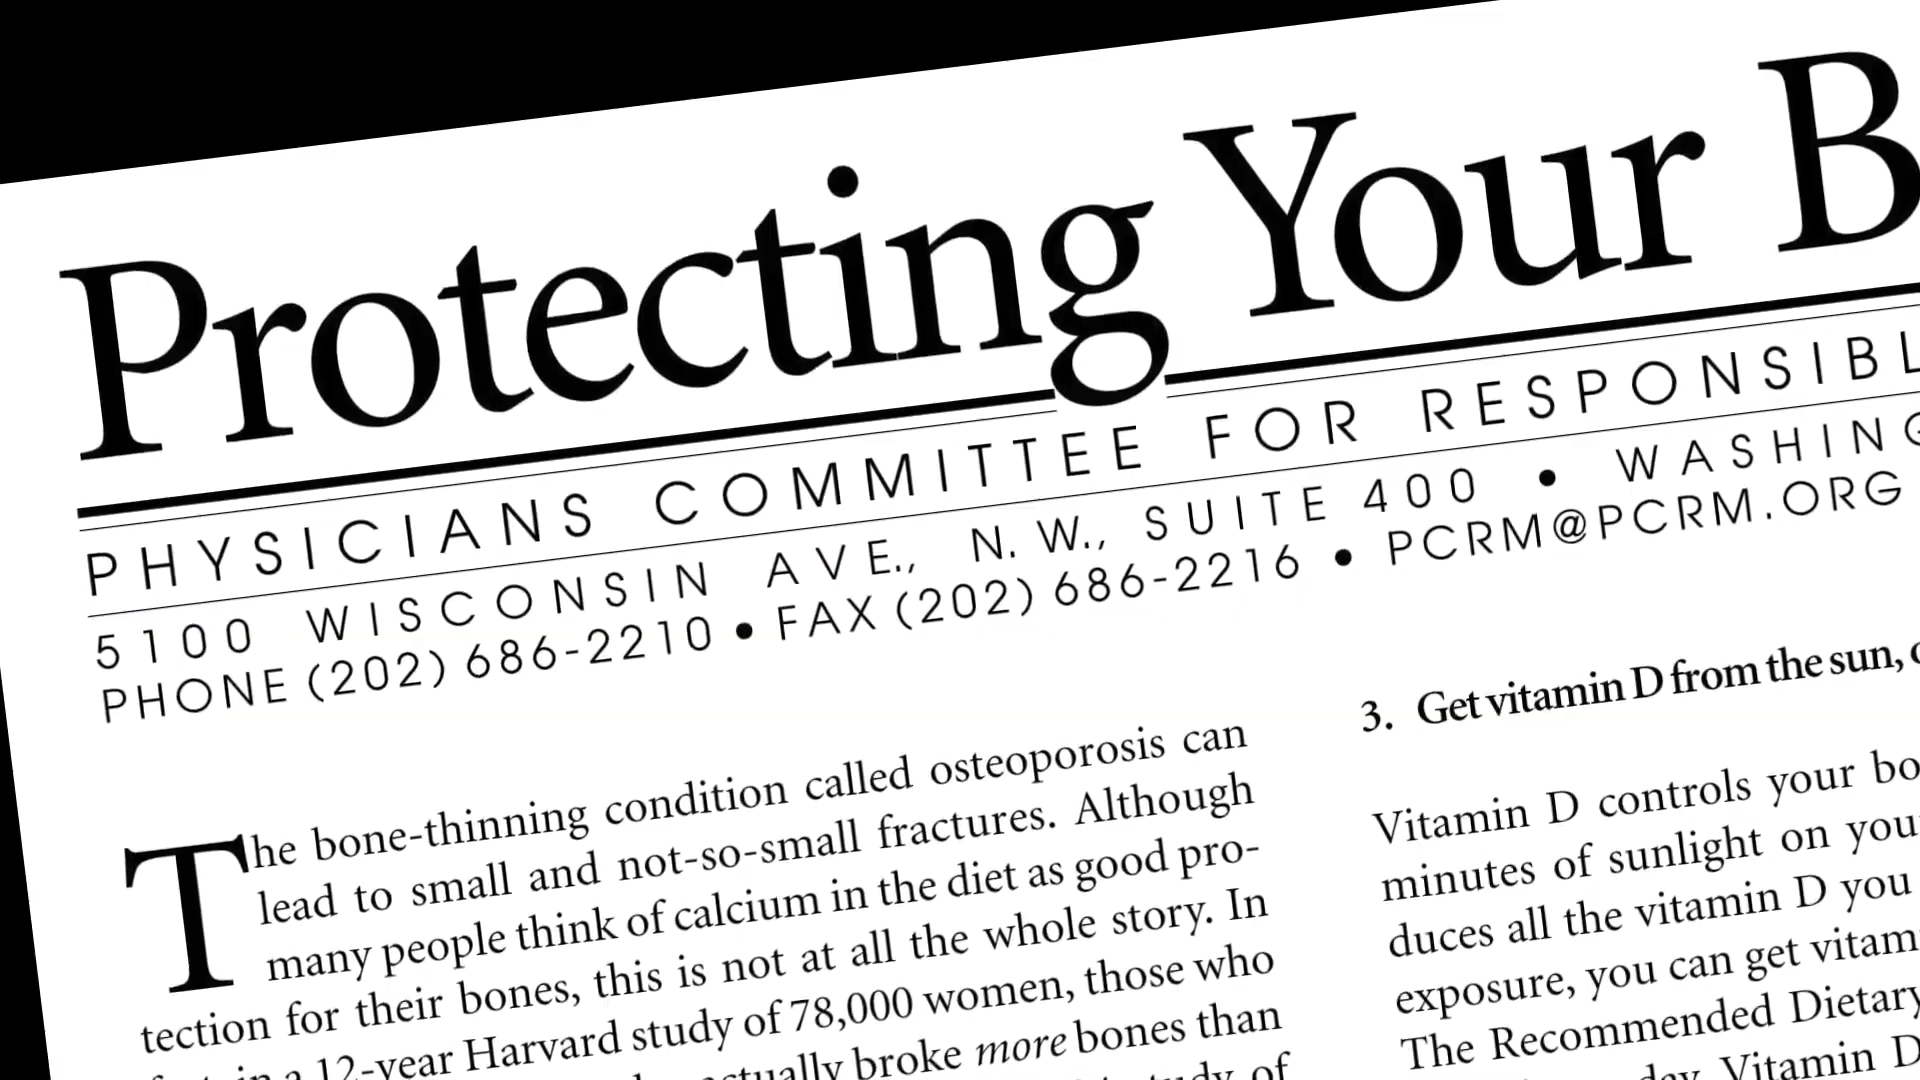 Protecting Your B
PHYSICIANS COMMITTEE FOR RESPONSIBL
5100 WISCONSIN AVE., N.W., SUITE 400 • WASHING
PHONE (202) 686-2210 • FAX (202) 686-2216 • PCRM@PCRM.ORG
The bone-thinning condition called osteoporosis can
lead to small and not-so-small fractures. Although
many people think of calcium in the diet as good pro-
tection for their bones, this is not at all the whole story. In
in a 12-year Harvard study of 78,000 women, those who
broke more bones than
study of
3. Get vitamin D from the sun,
Vitamin D controls your bo
minutes of sunlight on you
duces all the vitamin D you
exposure, you can get vitam
The Recommended Dietary
day. Vitamin D